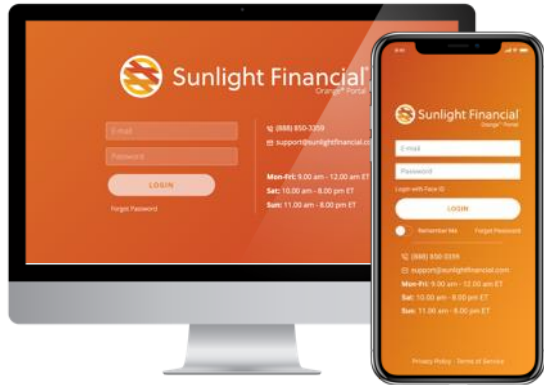 Sunlight Financial
Orange® Portal
E-mail
Password
LOGIN
Forgot Password
(888) 850-3359
support@sunlightfinancial.co
Mon-Fri: 9.00 am - 12.00 am ET
Sat: 10.00 am - 8.00 pm ET
Sun: 11.00 am - 8.00 pm ET
Sunlight Financial
Orange® Portal
E-mail
Password
Login with Face ID
LOGIN
Remember Me
Forgot Password
(888) 850-3359
support@sunlightfinancial.com
Mon-Fri: 9.00 am - 12.00 am ET
Sat: 10.00 am - 8.00 pm ET
Sun: 11.00 am - 8.00 pm ET
Privacy Policy - Terms of Service